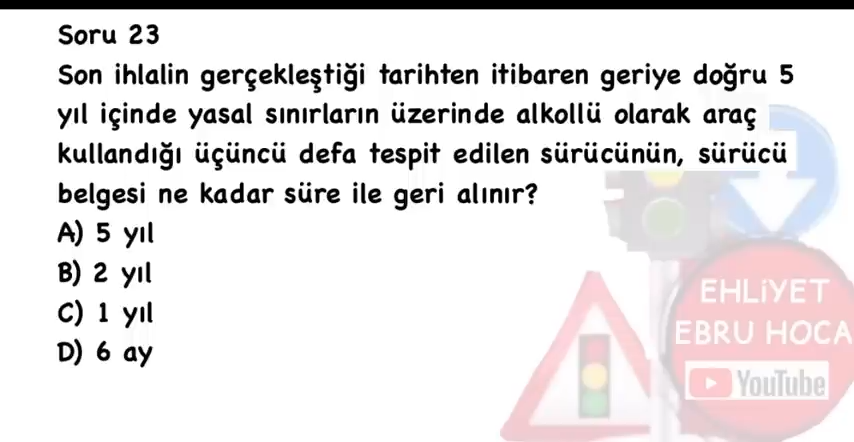 Soru 23
Son ihlalin gerçekleştiği tarihten itibaren geriye doğru 5
yıl içinde yasal sınırların üzerinde alkollü olarak araç
kullandığı üçüncü defa tespit edilen sürücünün, sürücü
belgesi ne kadar süre ile geri alınır?
A) 5 yıl
B) 2 yıl
C) 1 yıl
D) 6 ay
EHLİYET
EBRU HOCA
YouTube